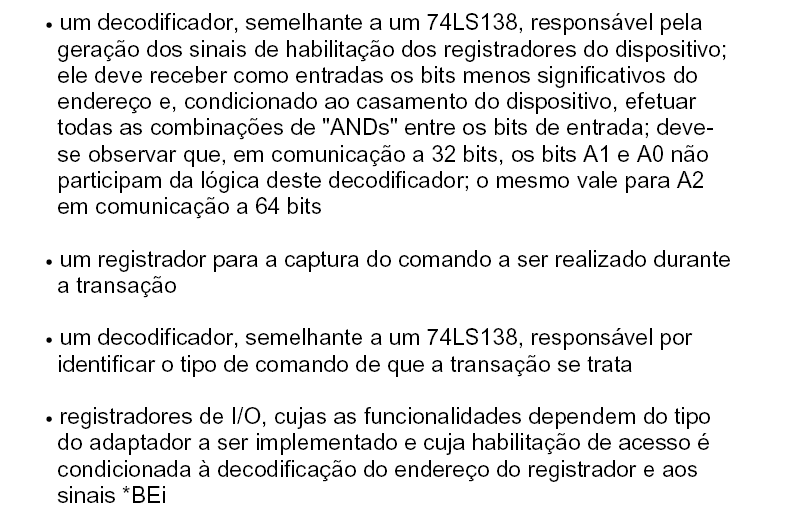 • um decodificador, semelhante a um 74LS138, responsável pela
geração dos sinais de habilitação dos registradores do dispositivo;
ele deve receber como entradas os bits menos significativos do
endereço e, condicionado ao casamento do dispositivo, efetuar
todas as combinações de "ANDs" entre os bits de entrada; deve-
se observar que, em comunicação a 32 bits, os bits A1 e A0 não
participam da lógica deste decodificador; o mesmo vale para A2
em comunicação a 64 bits
• um registrador para a captura do comando a ser realizado durante
a transação
• um decodificador, semelhante a um 74LS138, responsável por
identificar o tipo de comando de que a transação se trata
• registradores de I/O, cujas as funcionalidades dependem do tipo
do adaptador a ser implementado e cuja habilitação de acesso é
condicionada à decodificação do endereço do registrador e aos
sinais *BEi